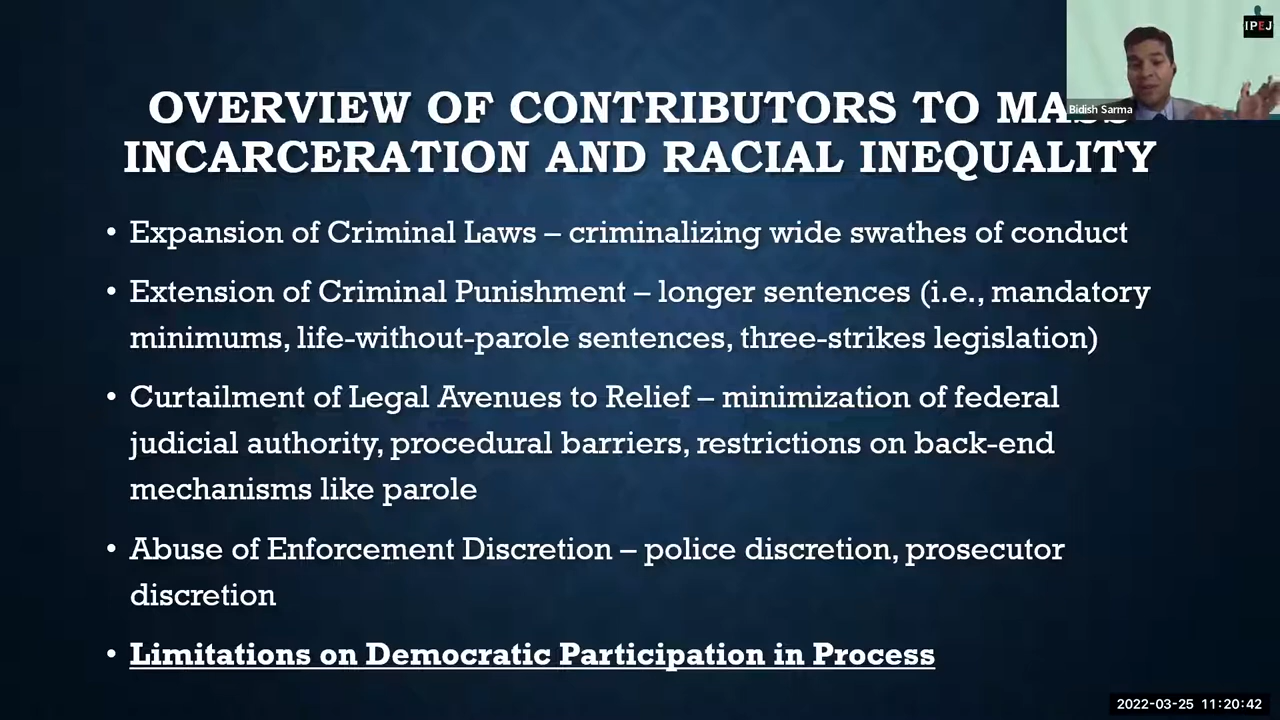 IPEJ
Bidish Sarma
OVERVIEW OF CONTRIBUTORS TO MASS
INCARCERATION AND RACIAL INEQUALITY
• Expansion of Criminal Laws – criminalizing wide swathes of conduct
• Extension of Criminal Punishment – longer sentences (i.e., mandatory
minimums, life-without-parole sentences, three-strikes legislation)
• Curtailment of Legal Avenues to Relief – minimization of federal
judicial authority, procedural barriers, restrictions on back-end
mechanisms like parole
• Abuse of Enforcement Discretion – police discretion, prosecutor
discretion
• Limitations on Democratic Participation in Process
2022-03-25 11:20:42